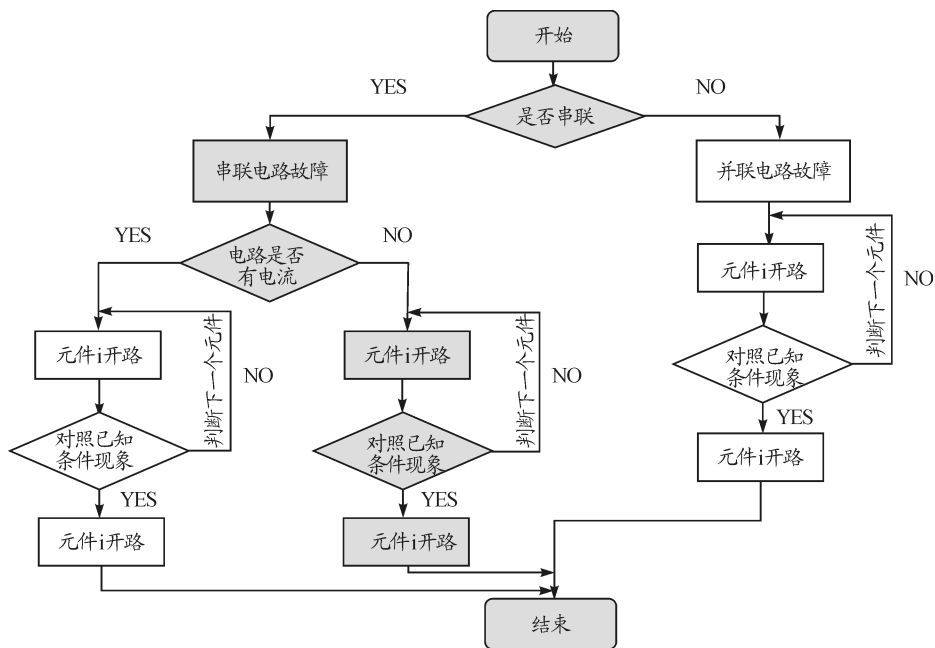 开始
YES
是否串联
NO
串联电路故障
并联电路故障
YES
电路是否
有电流
NO
元件i开路
判断下一个元件
NO
元件i开路
判断下一个元件
NO
元件i开路
判断下一个元件
NO
对照已知
条件现象
YES
对照已知
条件现象
YES
对照已知
条件现象
YES
元件i开路
元件i开路
元件i开路
结束